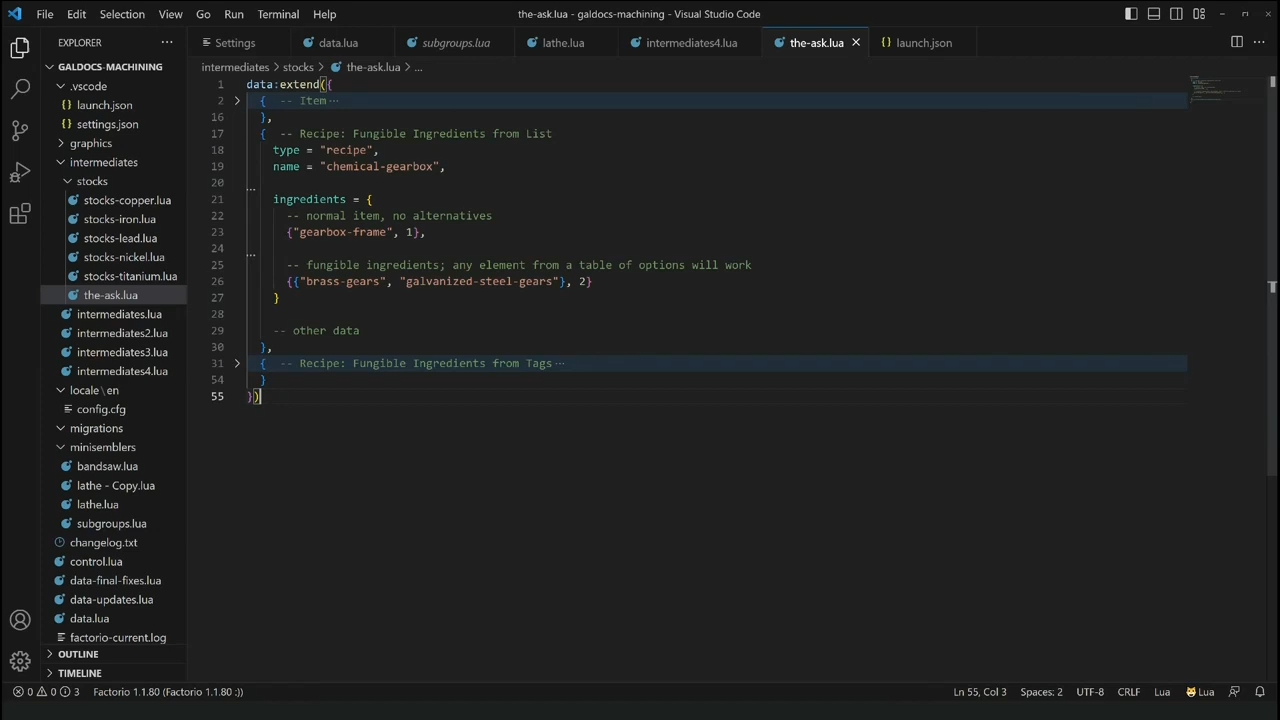 File Edit Selection View Go Run Terminal Help
the-ask.lua - galdocs-machining - Visual Studio Code
EXPLORER
Settings
data.lua
subgroups.lua
lathe.lua
intermediates4.lua
the-ask.lua
launch.json
GALDOCS-MACHINING
.vscode
launch.json
settings.json
graphics
intermediates
stocks
stocks-copper.lua
stocks-iron.lua
stocks-lead.lua
stocks-nickel.lua
stocks-titanium.lua
the-ask.lua
intermediates.lua
intermediates2.lua
intermediates3.lua
intermediates4.lua
locale \ en
config.cfg
migrations
minisemblers
bandsaw.lua
lathe - Copy.lua
lathe.lua
subgroups.lua
changelog.txt
control.lua
data-final-fixes.lua
data-updates.lua
data.lua
factorio-current.log
OUTLINE
TIMELINE
intermediates > stocks > the-ask.lua > ...
1 data:extend({
2 { -- Item ...
16 },
17 { -- Recipe: Fungible Ingredients from List
18 type = "recipe",
19 name = "chemical-gearbox",
20
21 ingredients = {
22 -- normal item, no alternatives
23 {"gearbox-frame", 1},
24
25 -- fungible ingredients; any element from a table of options will work
26 {{"brass-gears", "galvanized-steel-gears"}, 2}
27 }
28
29 -- other data
30 },
31 { -- Recipe: Fungible Ingredients from Tags ...
54 }
55 })
0 0 3 Factorio 1.1.80 (Factorio 1.1.80 :))
Ln 55, Col 3 Spaces: 2 UTF-8 CRLF Lua Lua